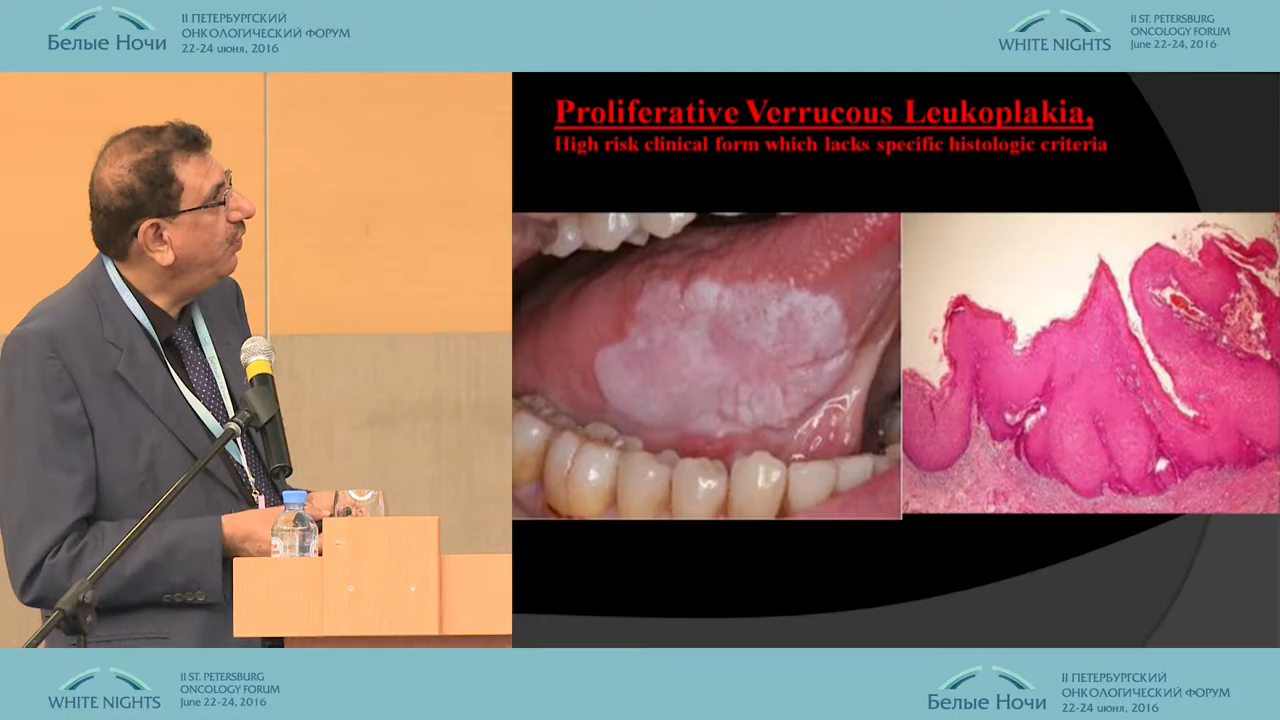 Белые Ночи
II ПЕТЕРБУРГСКИЙ
ОНКОЛОГИЧЕСКИЙ ФОРУМ
22-24 июня, 2016
WHITE NIGHTS
II ST. PETERSBURG
ONCOLOGY FORUM
June 22-24, 2016
Proliferative Verrucous Leukoplakia,
High risk clinical form which lacks specific histologic criteria
WHITE NIGHTS
II ST. PETERSBURG
ONCOLOGY FORUM
June 22-24, 2016
Белые Ночи
II ПЕТЕРБУРГСКИЙ
ОНКОЛОГИЧЕСКИЙ ФОРУМ
22-24 июня, 2016